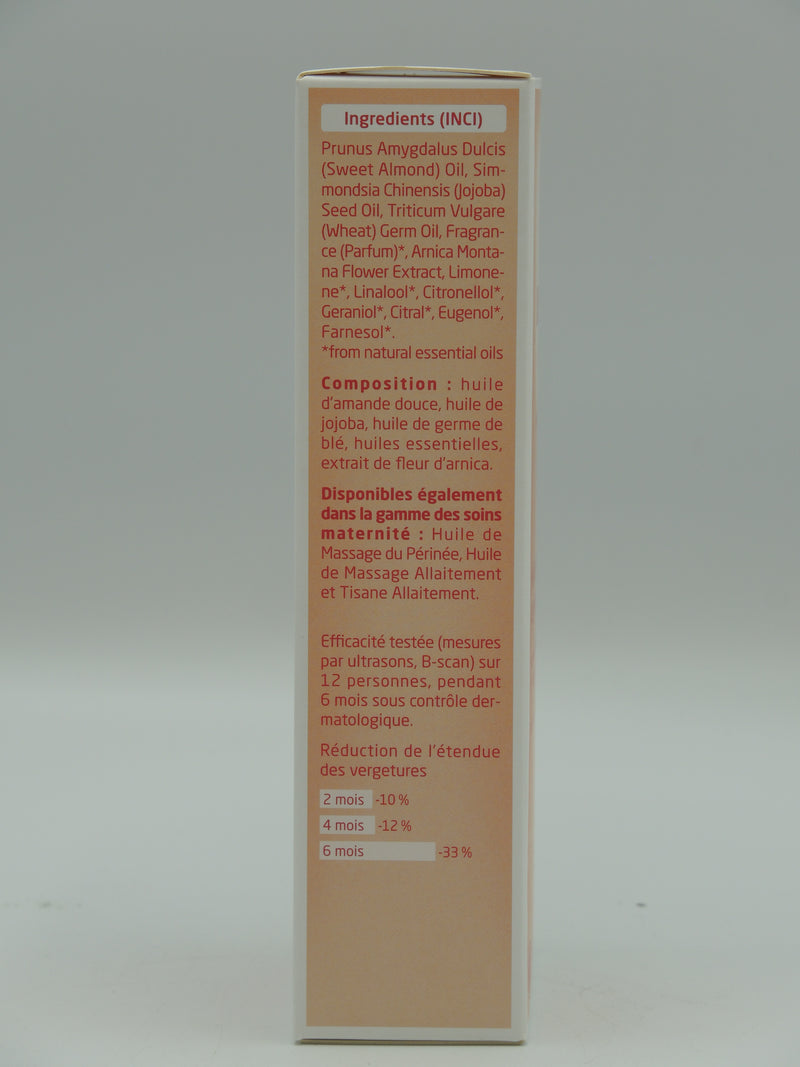 Ingredients (INCI)
Prunus Amygdalus Dulcis
(Sweet Almond) Oil, Sim-
mondsia Chinensis (Jojoba)
Seed Oil, Triticum Vulgare
(Wheat) Germ Oil, Fragran-
ce (Parfum)*, Arnica Monta-
na Flower Extract, Limone-
ne*, Linalool*, Citronellol*,
Geraniol*, Citral*, Eugenol*,
Farnesol*.
*from natural essential oils
Composition : huile
d'amande douce, huile de
jojoba, huile de germe de
blé, huiles essentielles,
extrait de fleur d'arnica.
Disponibles également
dans la gamme des soins
maternité : Huile de
Massage du Périnée, Huile
de Massage Allaitement
et Tisane Allaitement.
Efficacité testée (mesures
par ultrasons, B-scan) sur
12 personnes, pendant
6 mois sous contrôle der-
matologique.
Réduction de l'étendue
des vergetures
2 mois -10 %
4 mois -12 %
6 mois -33 %